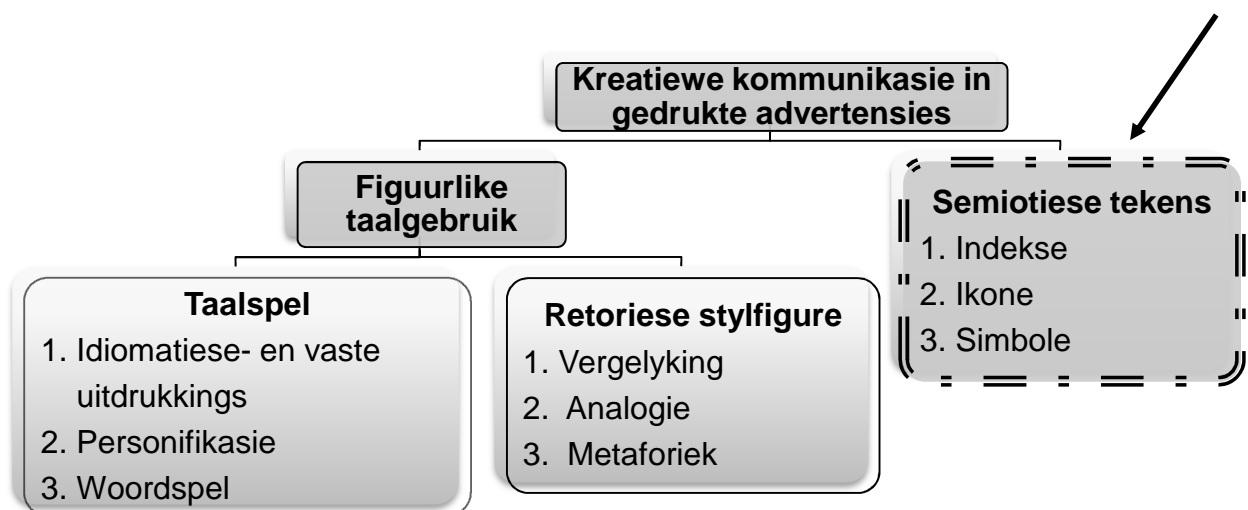 Kreatiewe kommunikasie in
gedrukte advertensies
Figuurlike
taalgebruik
Semiotiese tekens
1. Indekse
2. Ikone
3. Simbole
Taalspel
1. Idiomatiese- en vaste
uitdrukkings
2. Personifikasie
3. Woordspel
Retoriese stylfigure
1. Vergelyking
2. Analogie
3. Metaforiek